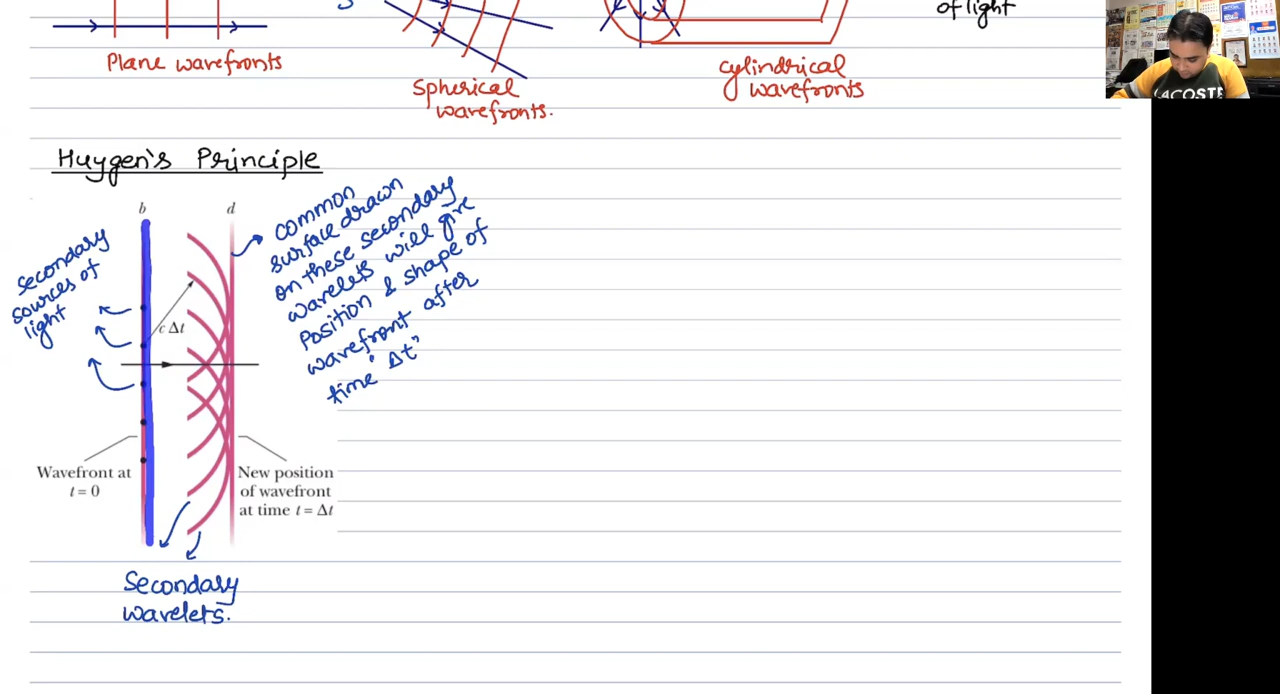 of light
Plane wavefronts
Spherical
wavefronts.
cylindrical
wavefronts
LACOSTE
Huygen's Principle
b
d
secondary
sources of
light
c Δt
common
surface drawn
on these secondary
wavelets will give
Position & shape of
wavefront after
time "Δt"
Wavefront at
t = 0
New position
of wavefront
at time t = Δt
Secondary
wavelets.